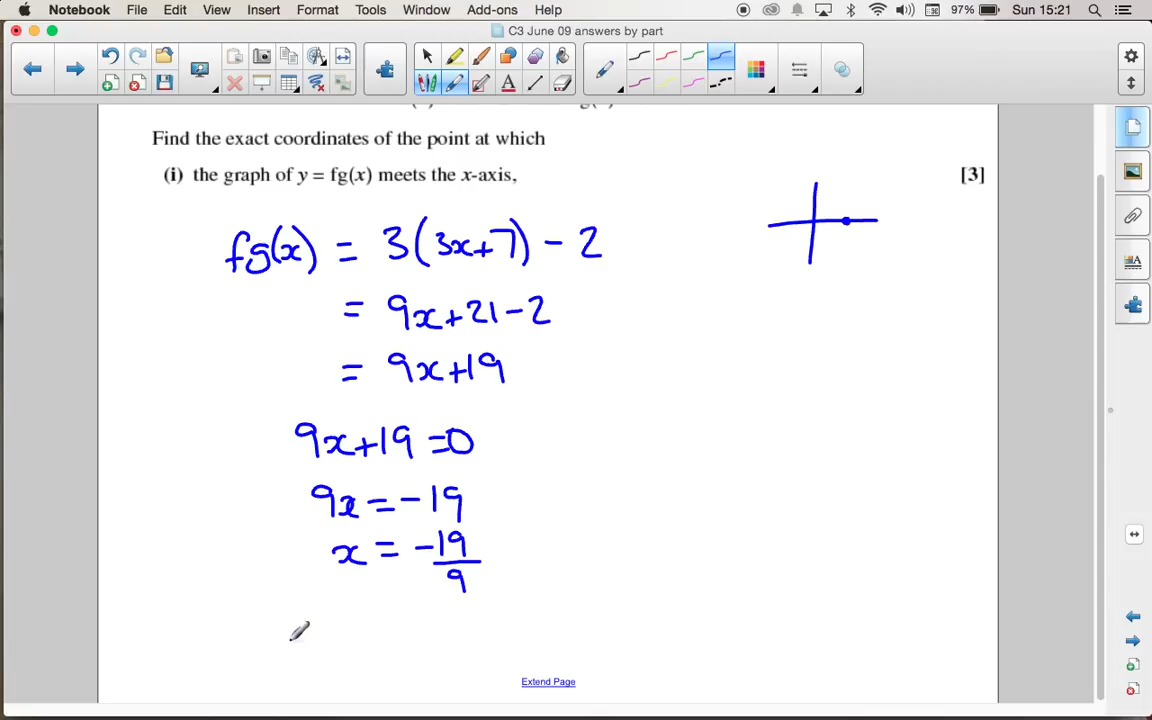 Notebook File Edit View Insert Format Tools Window Add-ons Help 97% Sun 15:21
C3 June 09 answers by part
Find the exact coordinates of the point at which
(i) the graph of y = fg(x) meets the x-axis, [3]
fg(x) = 3(3x+7) - 2
= 9x+21-2
= 9x+19
9x+19 =0
9x = -19
x = -19
9
Extend Page